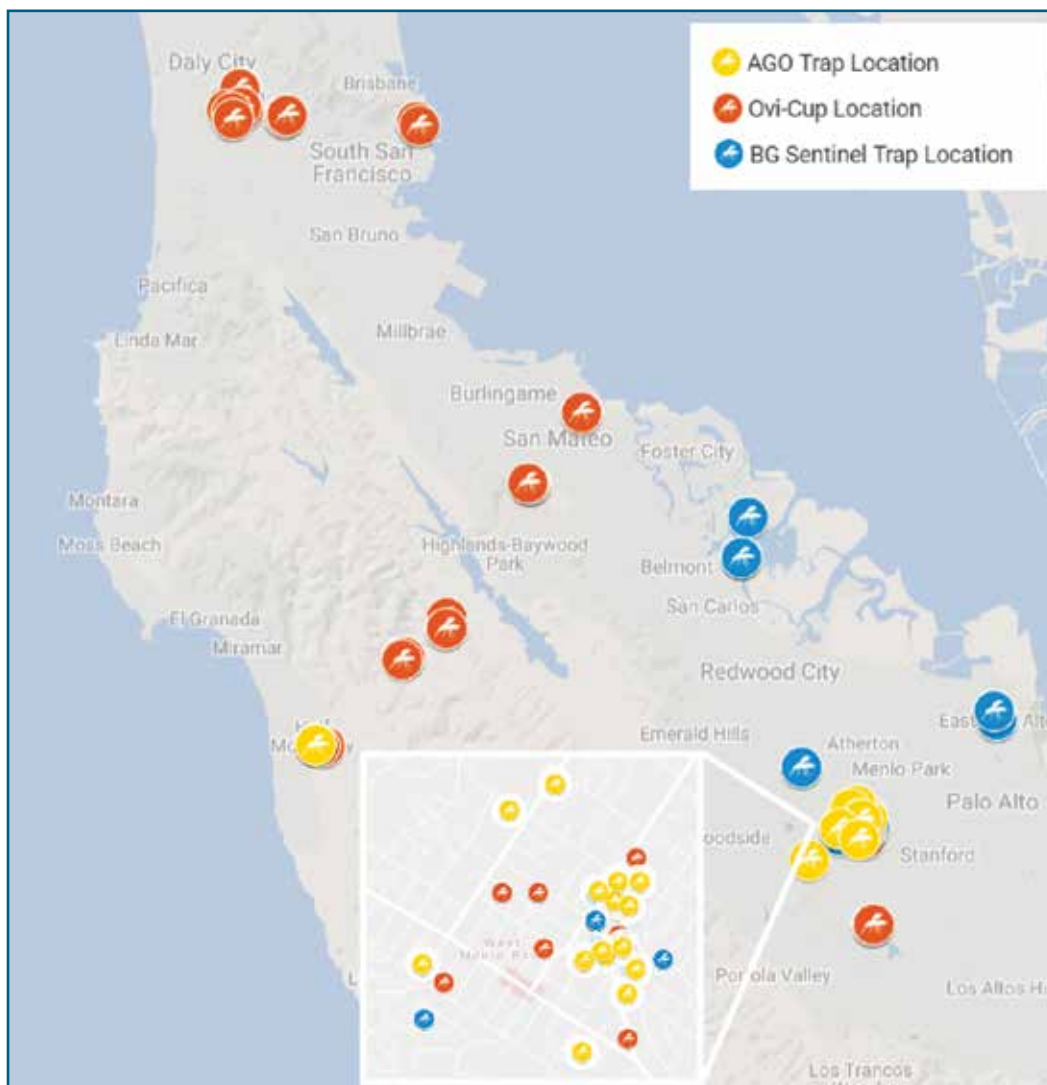 Daly City
Brisbane
AGO Trap Location
Ovi-Cup Location
BG Sentinel Trap Location
South San
Francisco
San Bruno
Pacifica
Millbrae
Linda Mar
Burlingame
San Mateo
Foster City
Montara
Moss Beach
Highlands-Baywood
Park
Belmont
San Carlos
El Granada
Miramar
Redwood City
Emerald Hills
Atherton
Menlo Park
Palo Alto
oodside
Stanford
West
Portola Valley
Los Altos Hi
Los Trancos